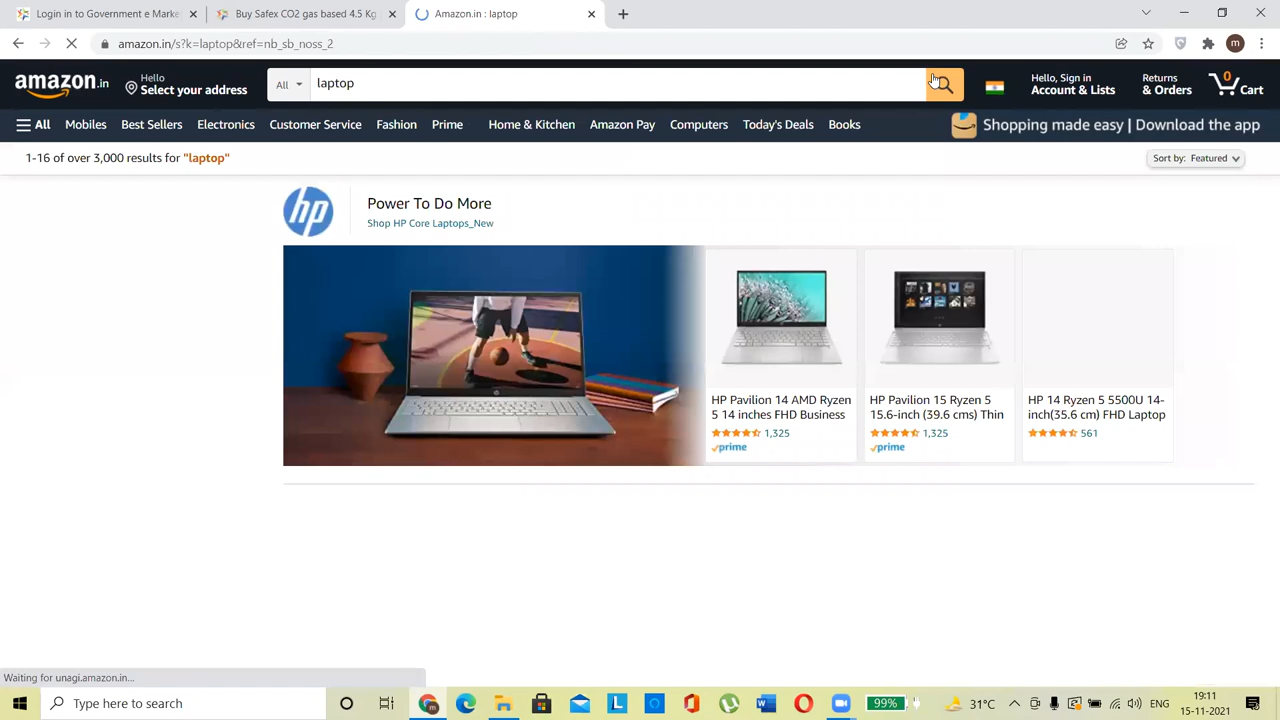 Login in to Government e Marke
Buy Safex CO2 gas based 4.5 Kg
Amazon.in : laptop
amazon.in/s?k=laptop&ref=nb_sb_noss_2
m
amazon.in
Hello
Select your address
All
laptop
Hello, Sign in
Account & Lists
Returns
& Orders
0
Cart
All
Mobiles
Best Sellers
Electronics
Customer Service
Fashion
Prime
Home & Kitchen
Amazon Pay
Computers
Today's Deals
Books
Shopping made easy | Download the app
1-16 of over 3,000 results for "laptop"
Sort by: Featured
hp
Power To Do More
Shop HP Core Laptops_New
HP Pavilion 14 AMD Ryzen
5 14 inches FHD Business
1,325
prime
HP Pavilion 15 Ryzen 5
15.6-inch (39.6 cms) Thin
1,325
prime
HP 14 Ryzen 5 5500U 14-
inch(35.6 cm) FHD Laptop
561
Waiting for unagi.amazon.in...
Type here to search
L
99%
31°C
ENG
19:11
15-11-2021